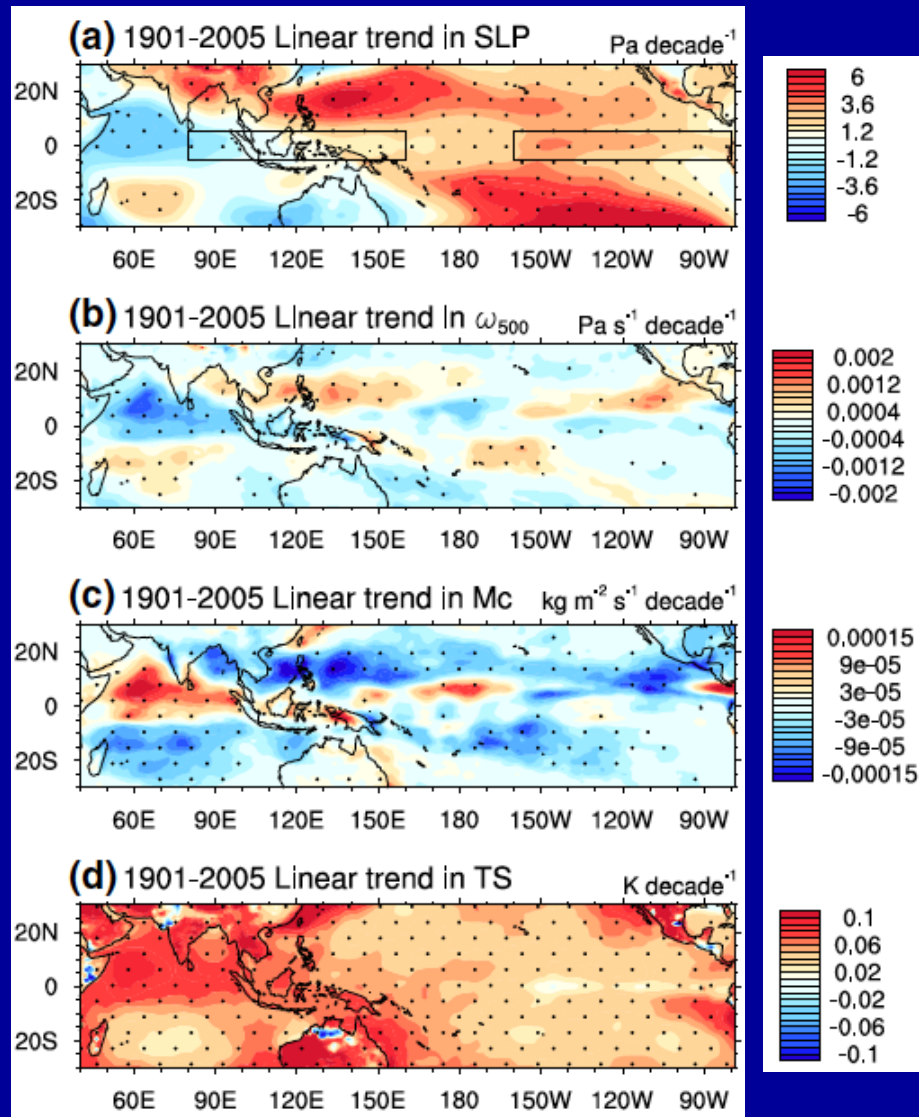 (a) 1901-2005 Linear trend in SLP Pa decade⁻¹
20N
0
20S
60E 90E 120E 150E 180 150W 120W 90W
6
3.6
1.2
-1.2
-3.6
-6
(b) 1901-2005 Linear trend in ω₅₀₀ Pa s⁻¹ decade⁻¹
20N
0
20S
60E 90E 120E 150E 180 150W 120W 90W
0.002
0.0012
0.0004
-0.0004
-0.0012
-0.002
(c) 1901-2005 Linear trend in Mc kg m⁻² s⁻¹ decade⁻¹
20N
0
20S
60E 90E 120E 150E 180 150W 120W 90W
0.00015
9e-05
3e-05
-3e-05
-9e-05
-0.00015
(d) 1901-2005 Linear trend in TS K decade⁻¹
20N
0
20S
60E 90E 120E 150E 180 150W 120W 90W
0.1
0.06
0.02
-0.02
-0.06
-0.1